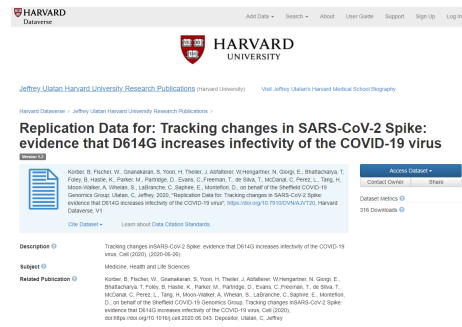 HARVARD
Dataverse
Add Data Search About User Guide Support Sign Up Log In
HARVARD
UNIVERSITY
Jeffrey Ulatan Harvard University Research Publications (Harvard University) Visit Jeffrey Ulatan's Harvard Medical School Biography
Harvard Dataverse > Jeffrey Ulatan Harvard University Research Publications >
Replication Data for: Tracking changes in SARS-CoV-2 Spike:
evidence that D614G increases infectivity of the COVID-19 virus
Korber, B, Fischer, W., Gnanakaran, S, Yoon, H, Theiler, J, Abfalterer, W,Hengartner, N, Giorgi, E., Bhattacharya, T,
Foley, B, Hastie, K., Parker, M., Partridge, D., Evans, C.,Freeman, T., de Silva, T., McDanal, C, Perez, L., Tang, H,
Moon-Walker, A, Whelan, S., LaBranche, C.,Saphire, E., Montefiori, D., on behalf of the Sheffield COVID-19
Genomics Group. Ulatan, Jeffrey, 2020, "Replication Data for: Tracking changes in SARS-CoV-2 Spike:
evidence that D614G increases infectivity of the COVID-19 virus", https://doi.org/10.7910/DVN/AJVT20, Harvard
Dataverse, V1
Cite Dataset Learn about Data Citation Standards.
Access Dataset
Contact Owner Share
Dataset Metrics
316 Downloads
Description Tracking changes inSARS-CoV-2 Spike: evidence that D614G increases infectivity of the COVID-19
virus, Cell (2020), (2020-06-26)
Subject Medicine, Health and Life Sciences
Related Publication Korber, B, Fischer, W., Gnanakaran, S, Yoon, H, Theiler, J, Abfalterer, W,Hengartner, N, Giorgi, E.,
Bhattacharya, T, Foley, B, Hastie, K., Parker, M., Partridge, D., Evans, C.,Freeman, T., de Silva, T.,
McDanal, C, Perez, L., Tang, H, Moon-Walker, A, Whelan, S., LaBranche, C.,Saphire, E., Montefiori,
D., on behalf of the Sheffield COVID-19 Genomics Group, Tracking changes in SARS-CoV-2 Spike:
evidence that D614G increases infectivity of the COVID-19 virus, Cell (2020),
doi:https://doi.org/10.1016/j.cell.2020.06.043. Depositor, Ulatan, C, Jeffrey